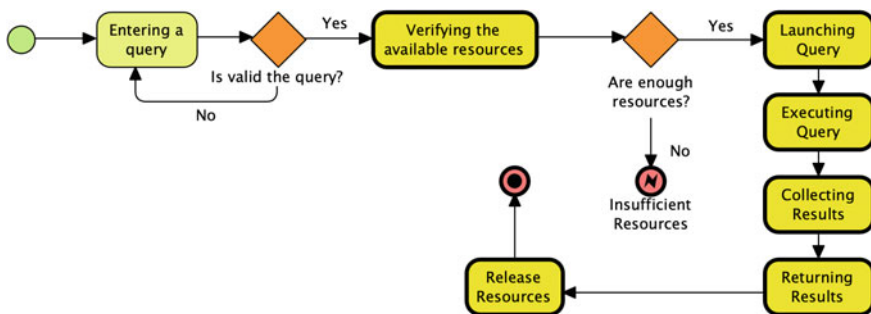 Entering a
query
Is valid the query?
Yes
No
Verifying the
available resources
Are enough
resources?
Yes
No
Insufficient
Resources
Launching
Query
Executing
Query
Collecting
Results
Returning
Results
Release
Resources